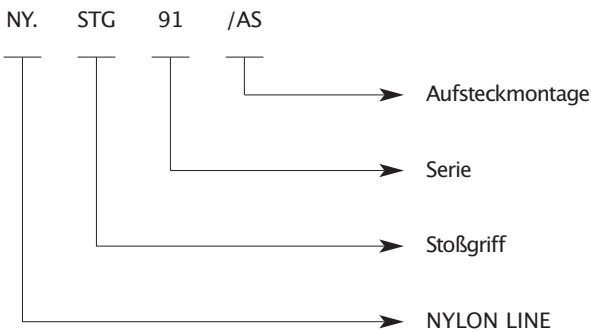 NY. STG 91 /AS
Aufsteckmontage
Serie
Stoßgriff
NYLON LINE